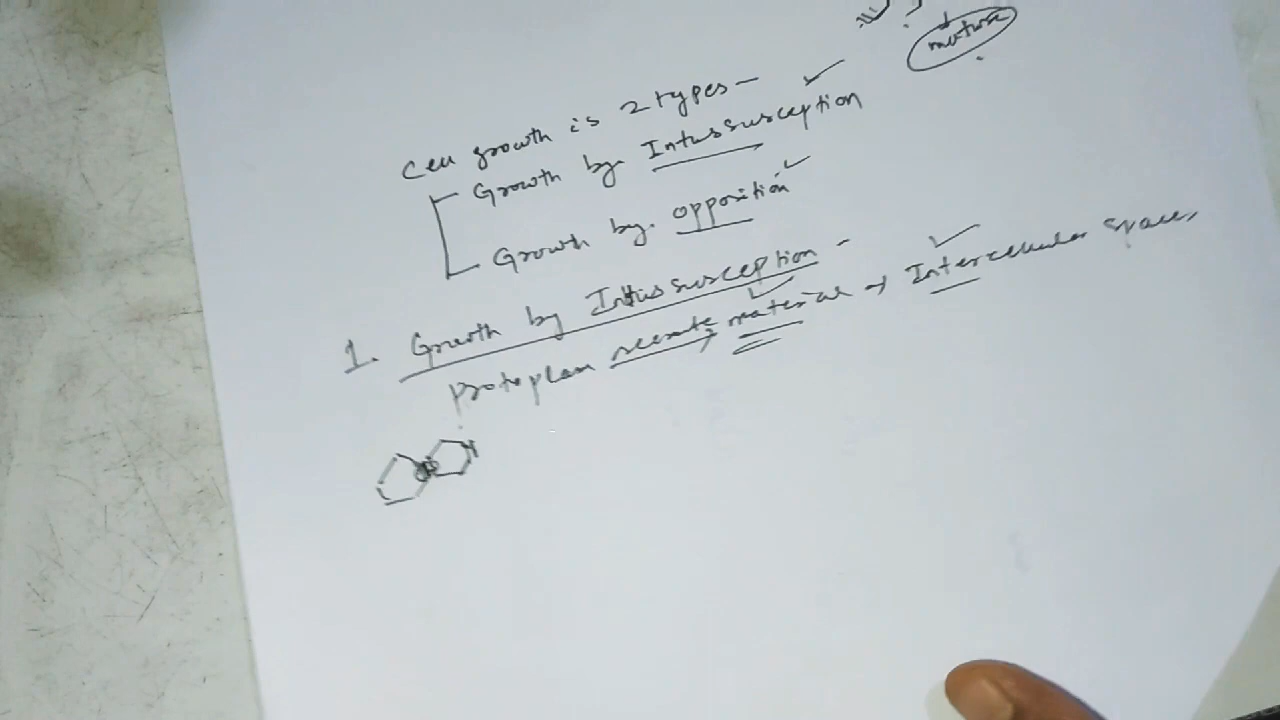 mature
Cell growth is 2 types -
Growth by Intussusception
Growth by opposition
1. Growth by Intussusception -
Protoplam secrete material → Intercellular space,